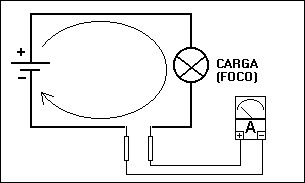 +
−
CARGA
(FOCO)
A
+ −